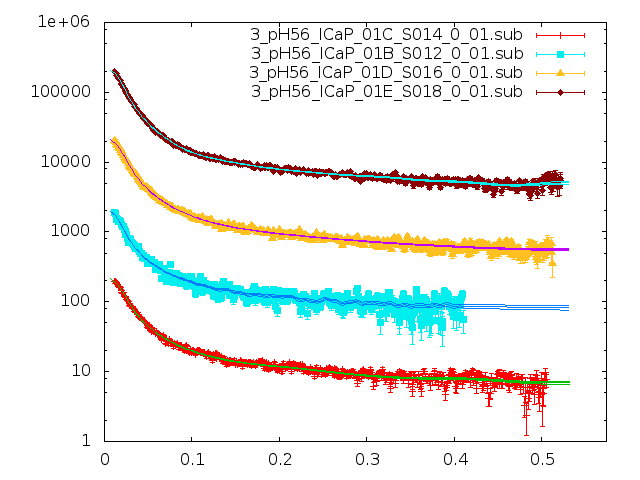 1e+06
100000
10000
1000
100
10
1
3_pH56_ICaP_01C_S014_0_01.sub
3_pH56_ICaP_01B_S012_0_01.sub
3_pH56_ICaP_01D_S016_0_01.sub
3_pH56_ICaP_01E_S018_0_01.sub
0 0.1 0.2 0.3 0.4 0.5